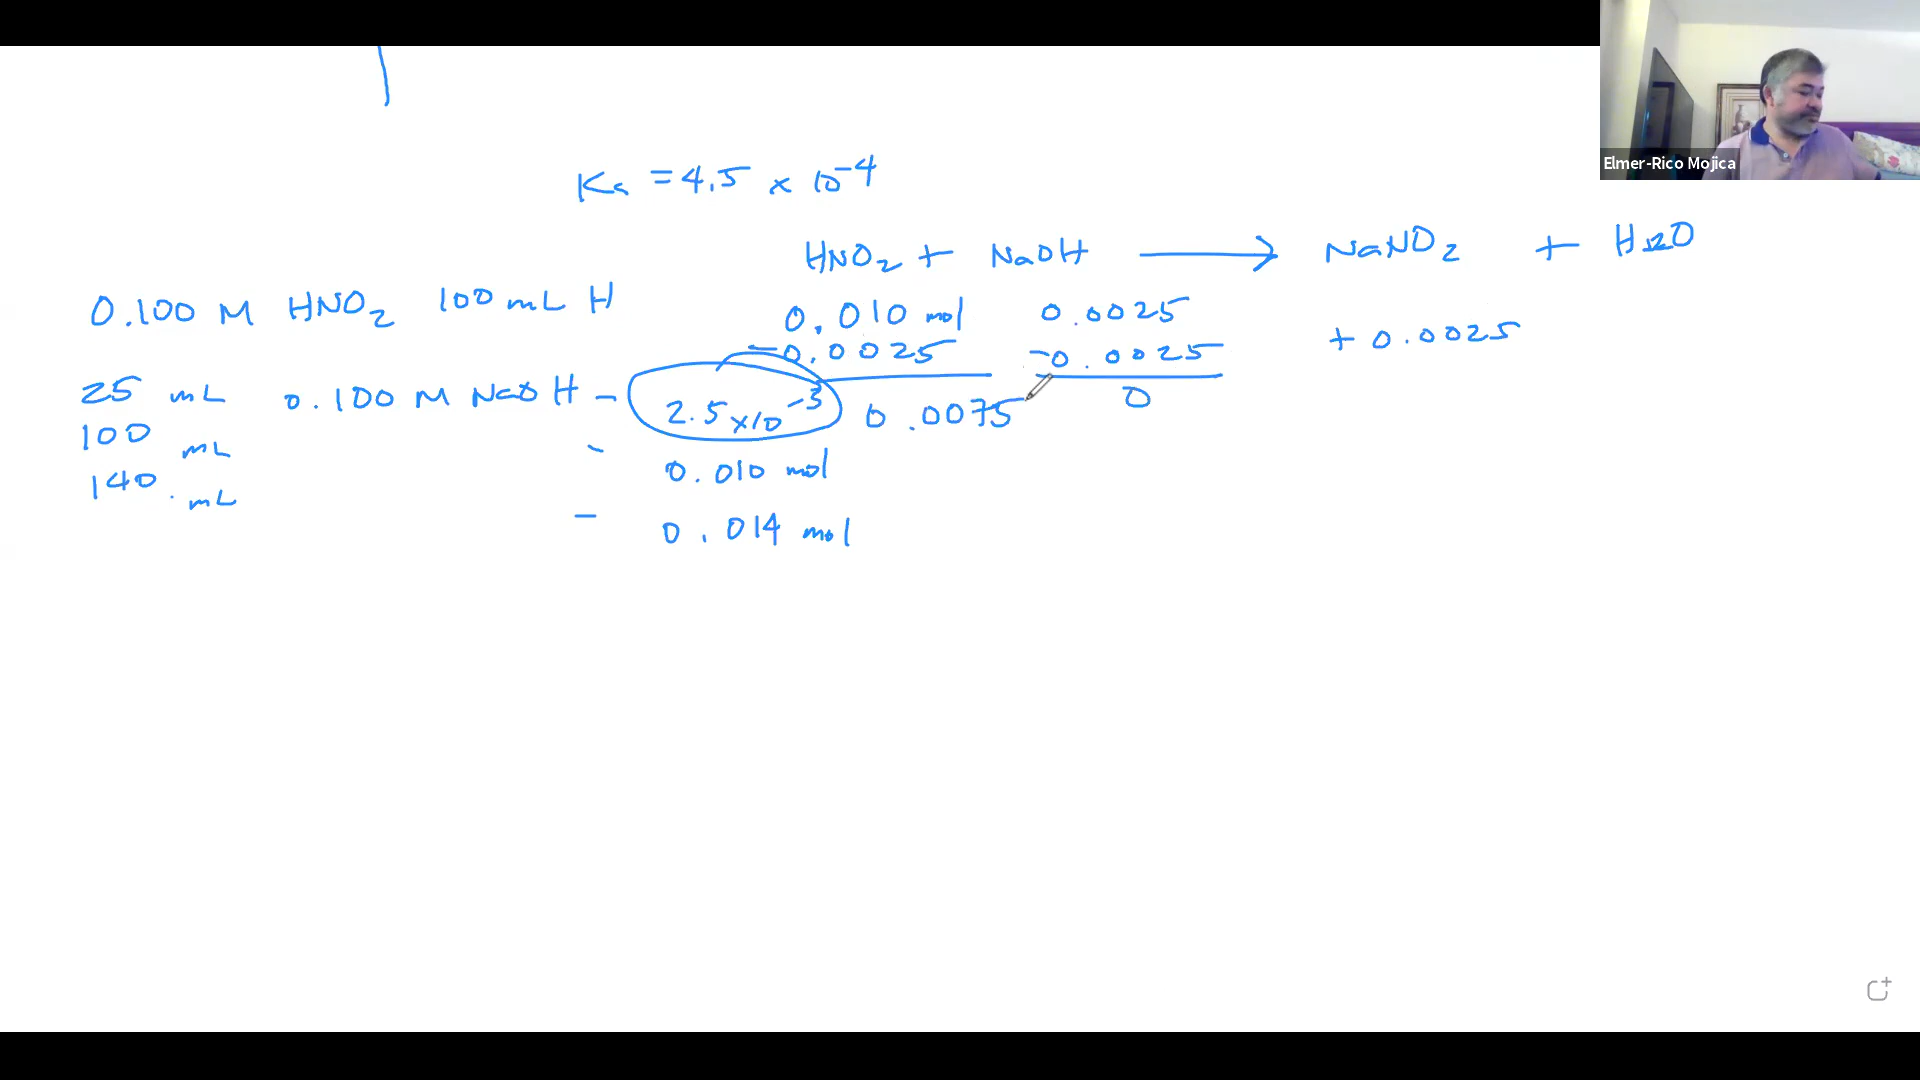 Elmer-Rico Mojica
Ka = 4.5 x 10-4
HNO2 + NaOH → NaNO2 + H2O
0.100 M HNO2 100 mL H
0.010 mol 0.0025
-0.0025 -0.0025 + 0.0025
25 mL 0.100 M NaOH - 2.5 x 10-3 0.0075 0
100 mL - 0.010 mol
140. mL - 0.014 mol